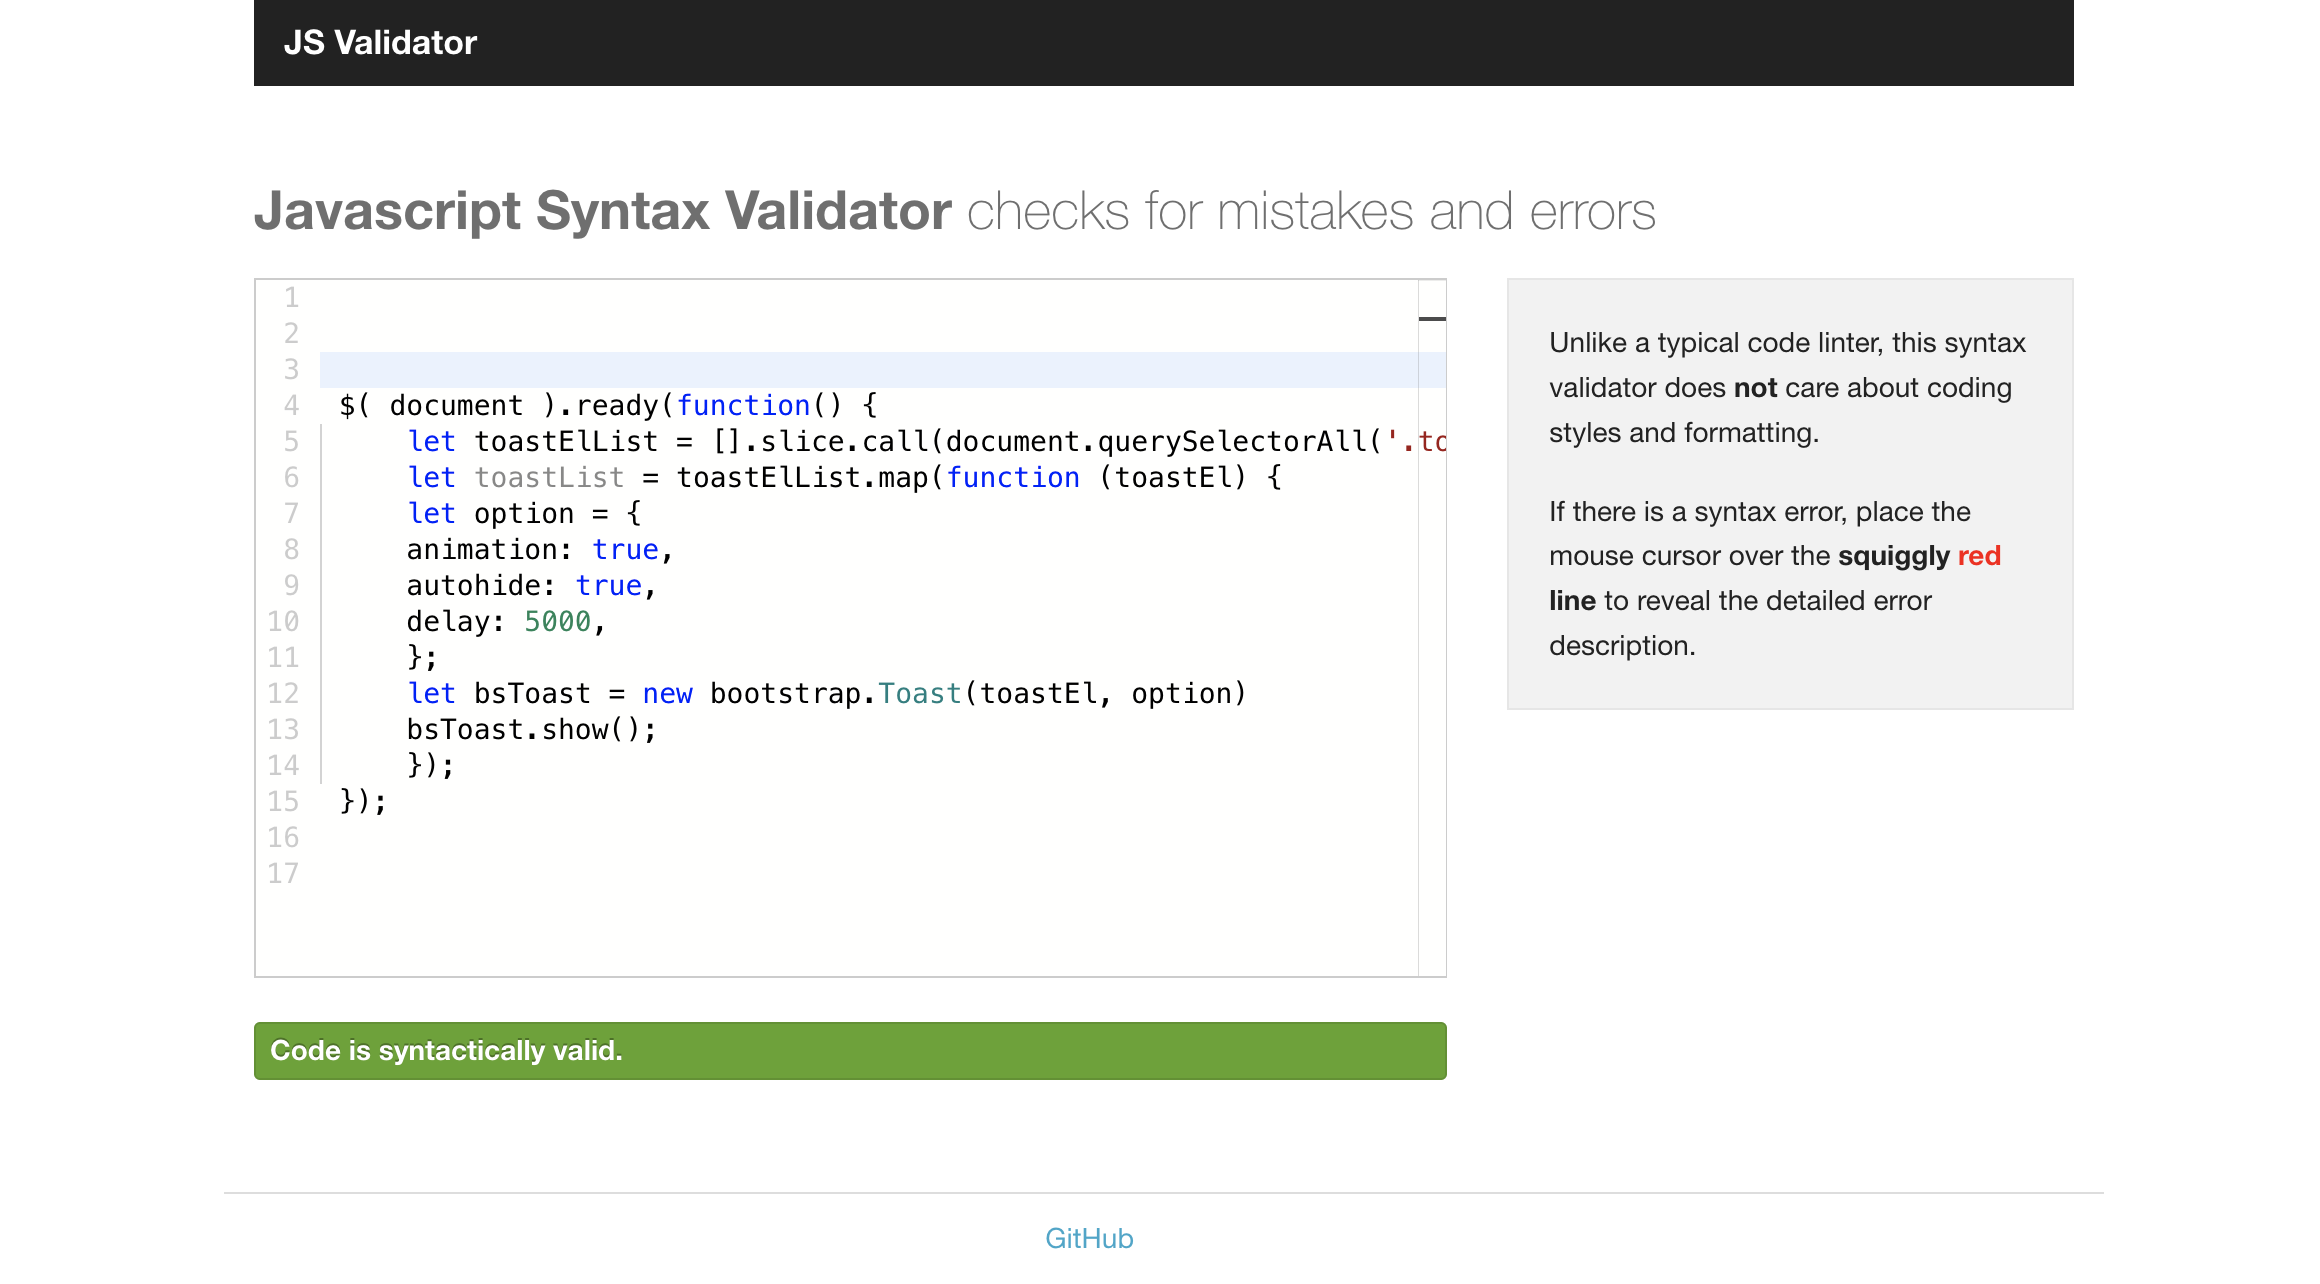 JS Validator
Javascript Syntax Validator checks for mistakes and errors
1
2
3
4 $( document ).ready(function() {
5 let toastElList = [].slice.call(document.querySelectorAll('.to
6 let toastList = toastElList.map(function (toastEl) {
7 let option = {
8 animation: true,
9 autohide: true,
10 delay: 5000,
11 };
12 let bsToast = new bootstrap.Toast(toastEl, option)
13 bsToast.show();
14 });
15 });
16
17
Unlike a typical code linter, this syntax
validator does not care about coding
styles and formatting.
If there is a syntax error, place the
mouse cursor over the squiggly red
line to reveal the detailed error
description.
Code is syntactically valid.
GitHub